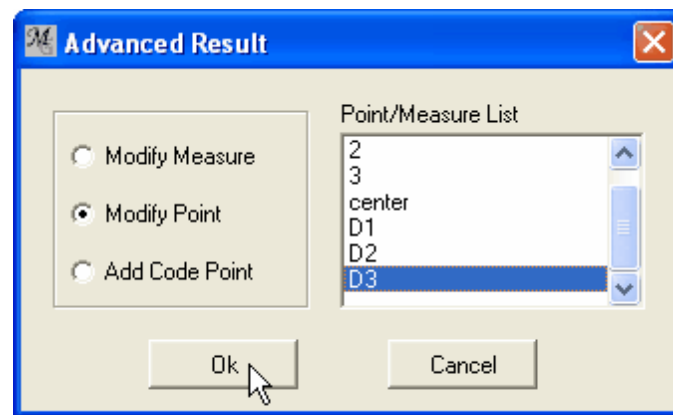 Advanced Result
Modify Measure
Modify Point
Add Code Point
Point/Measure List
2
3
center
D1
D2
D3
Ok
Cancel